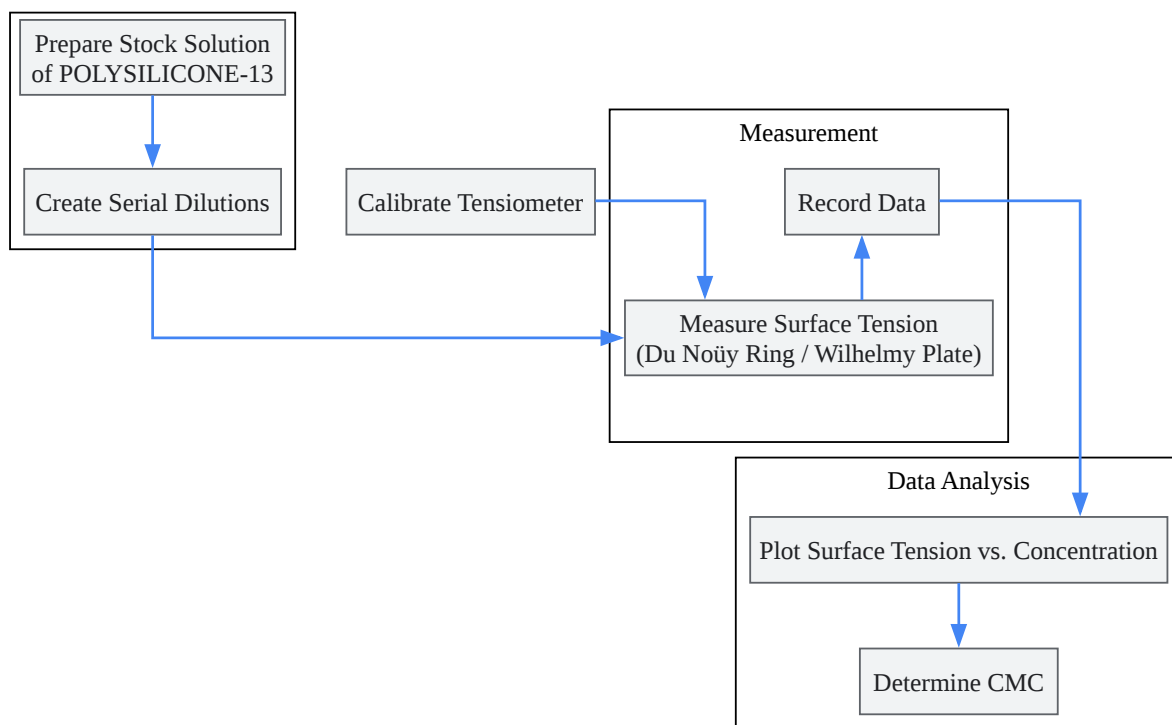 Prepare Stock Solution
of POLYSILICONE-13
Create Serial Dilutions
Calibrate Tensiometer
Measurement
Record Data
Measure Surface Tension
(Du Noüy Ring / Wilhelmy Plate)
Data Analysis
Plot Surface Tension vs. Concentration
Determine CMC